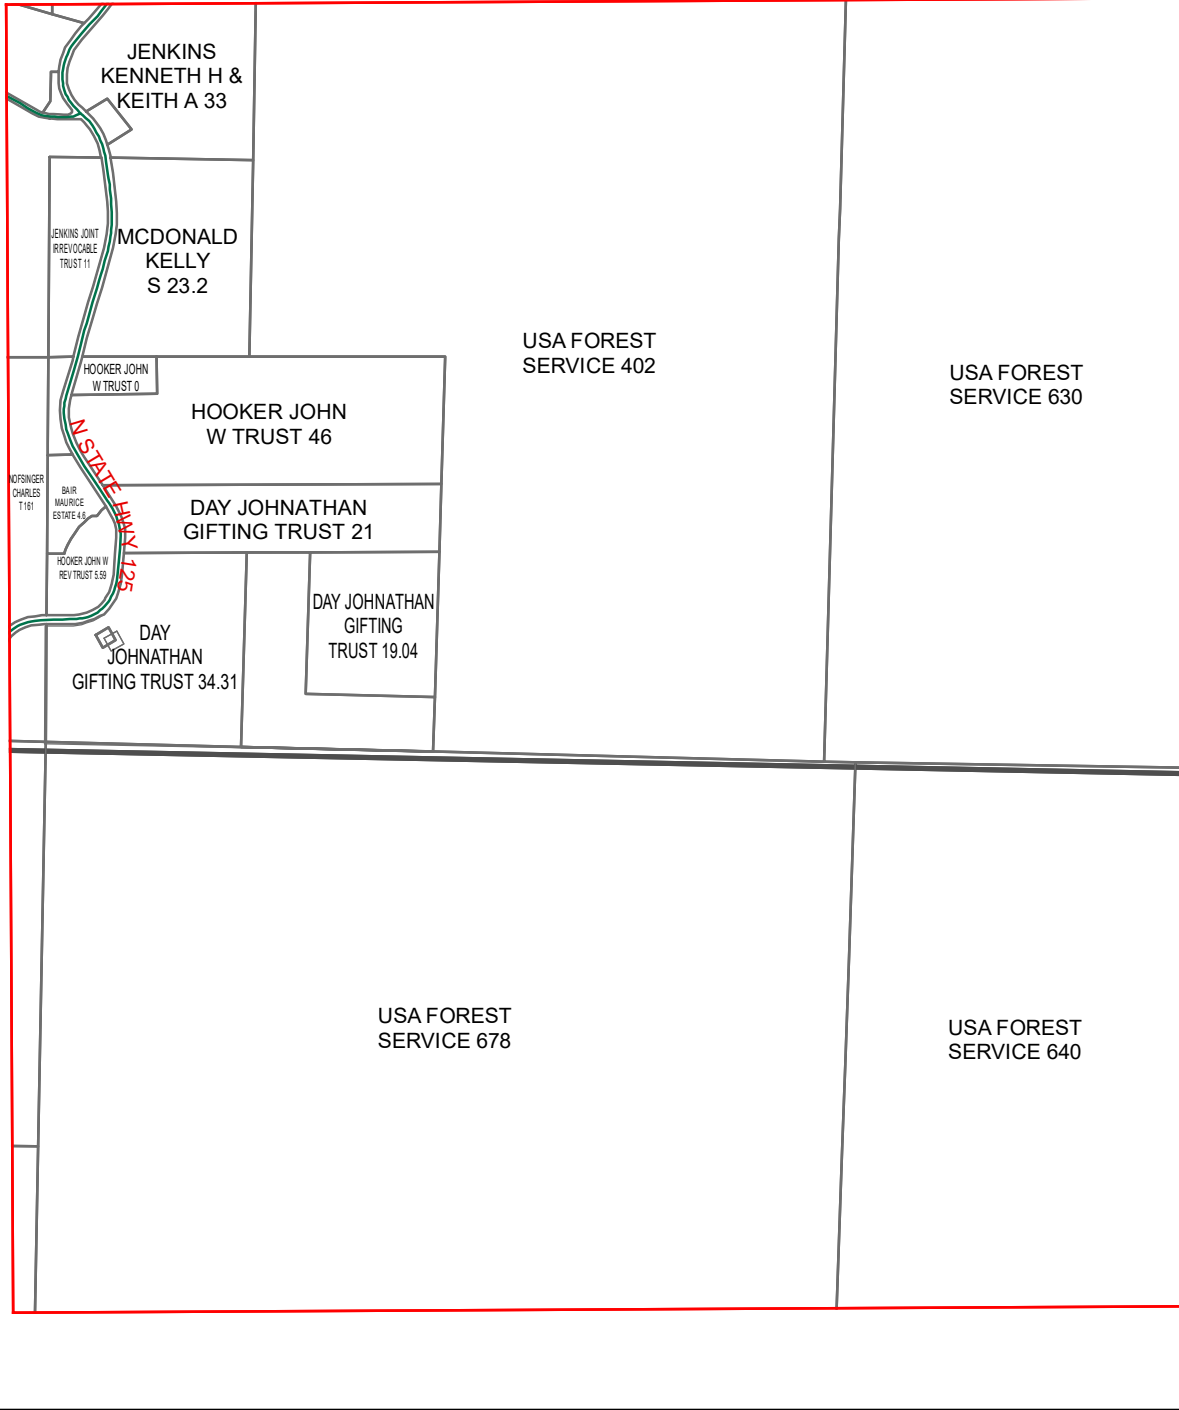 JENKINS
KENNETH H &
KEITH A 33
JENKINS JOINT
IRREVOCABLE
TRUST 11
MCDONALD
KELLY
S 23.2
USA FOREST
SERVICE 402
USA FOREST
SERVICE 630
HOOKER JOHN
W TRUST 0
HOOKER JOHN
W TRUST 46
N STATE HWY 125
NOFSINGER
CHARLES
T 161
BAIR
MAURICE
ESTATE 4.6
DAY JOHNATHAN
GIFTING TRUST 21
HOOKER JOHN W
REV TRUST 5.59
DAY JOHNATHAN
GIFTING
TRUST 19.04
DAY
JOHNATHAN
GIFTING TRUST 34.31
USA FOREST
SERVICE 678
USA FOREST
SERVICE 640